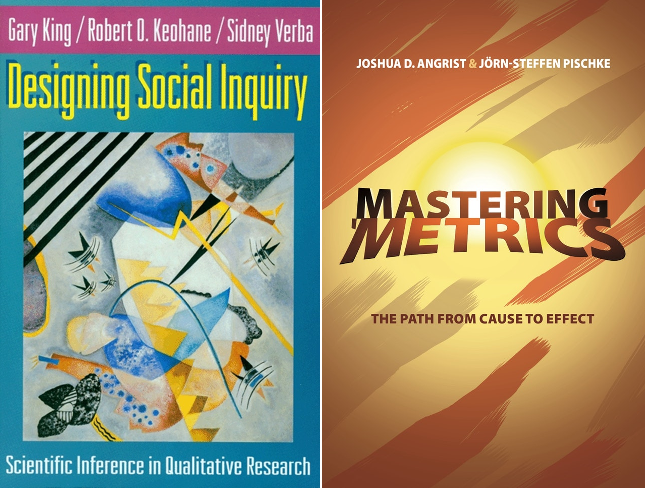 Gary King / Robert O. Keohane / Sidney Verba
Designing Social Inquiry
Scientific Inference in Qualitative Research
JOSHUA D. ANGRIST & JÖRN-STEFFEN PISCHKE
MASTERING
'METRICS
THE PATH FROM CAUSE TO EFFECT